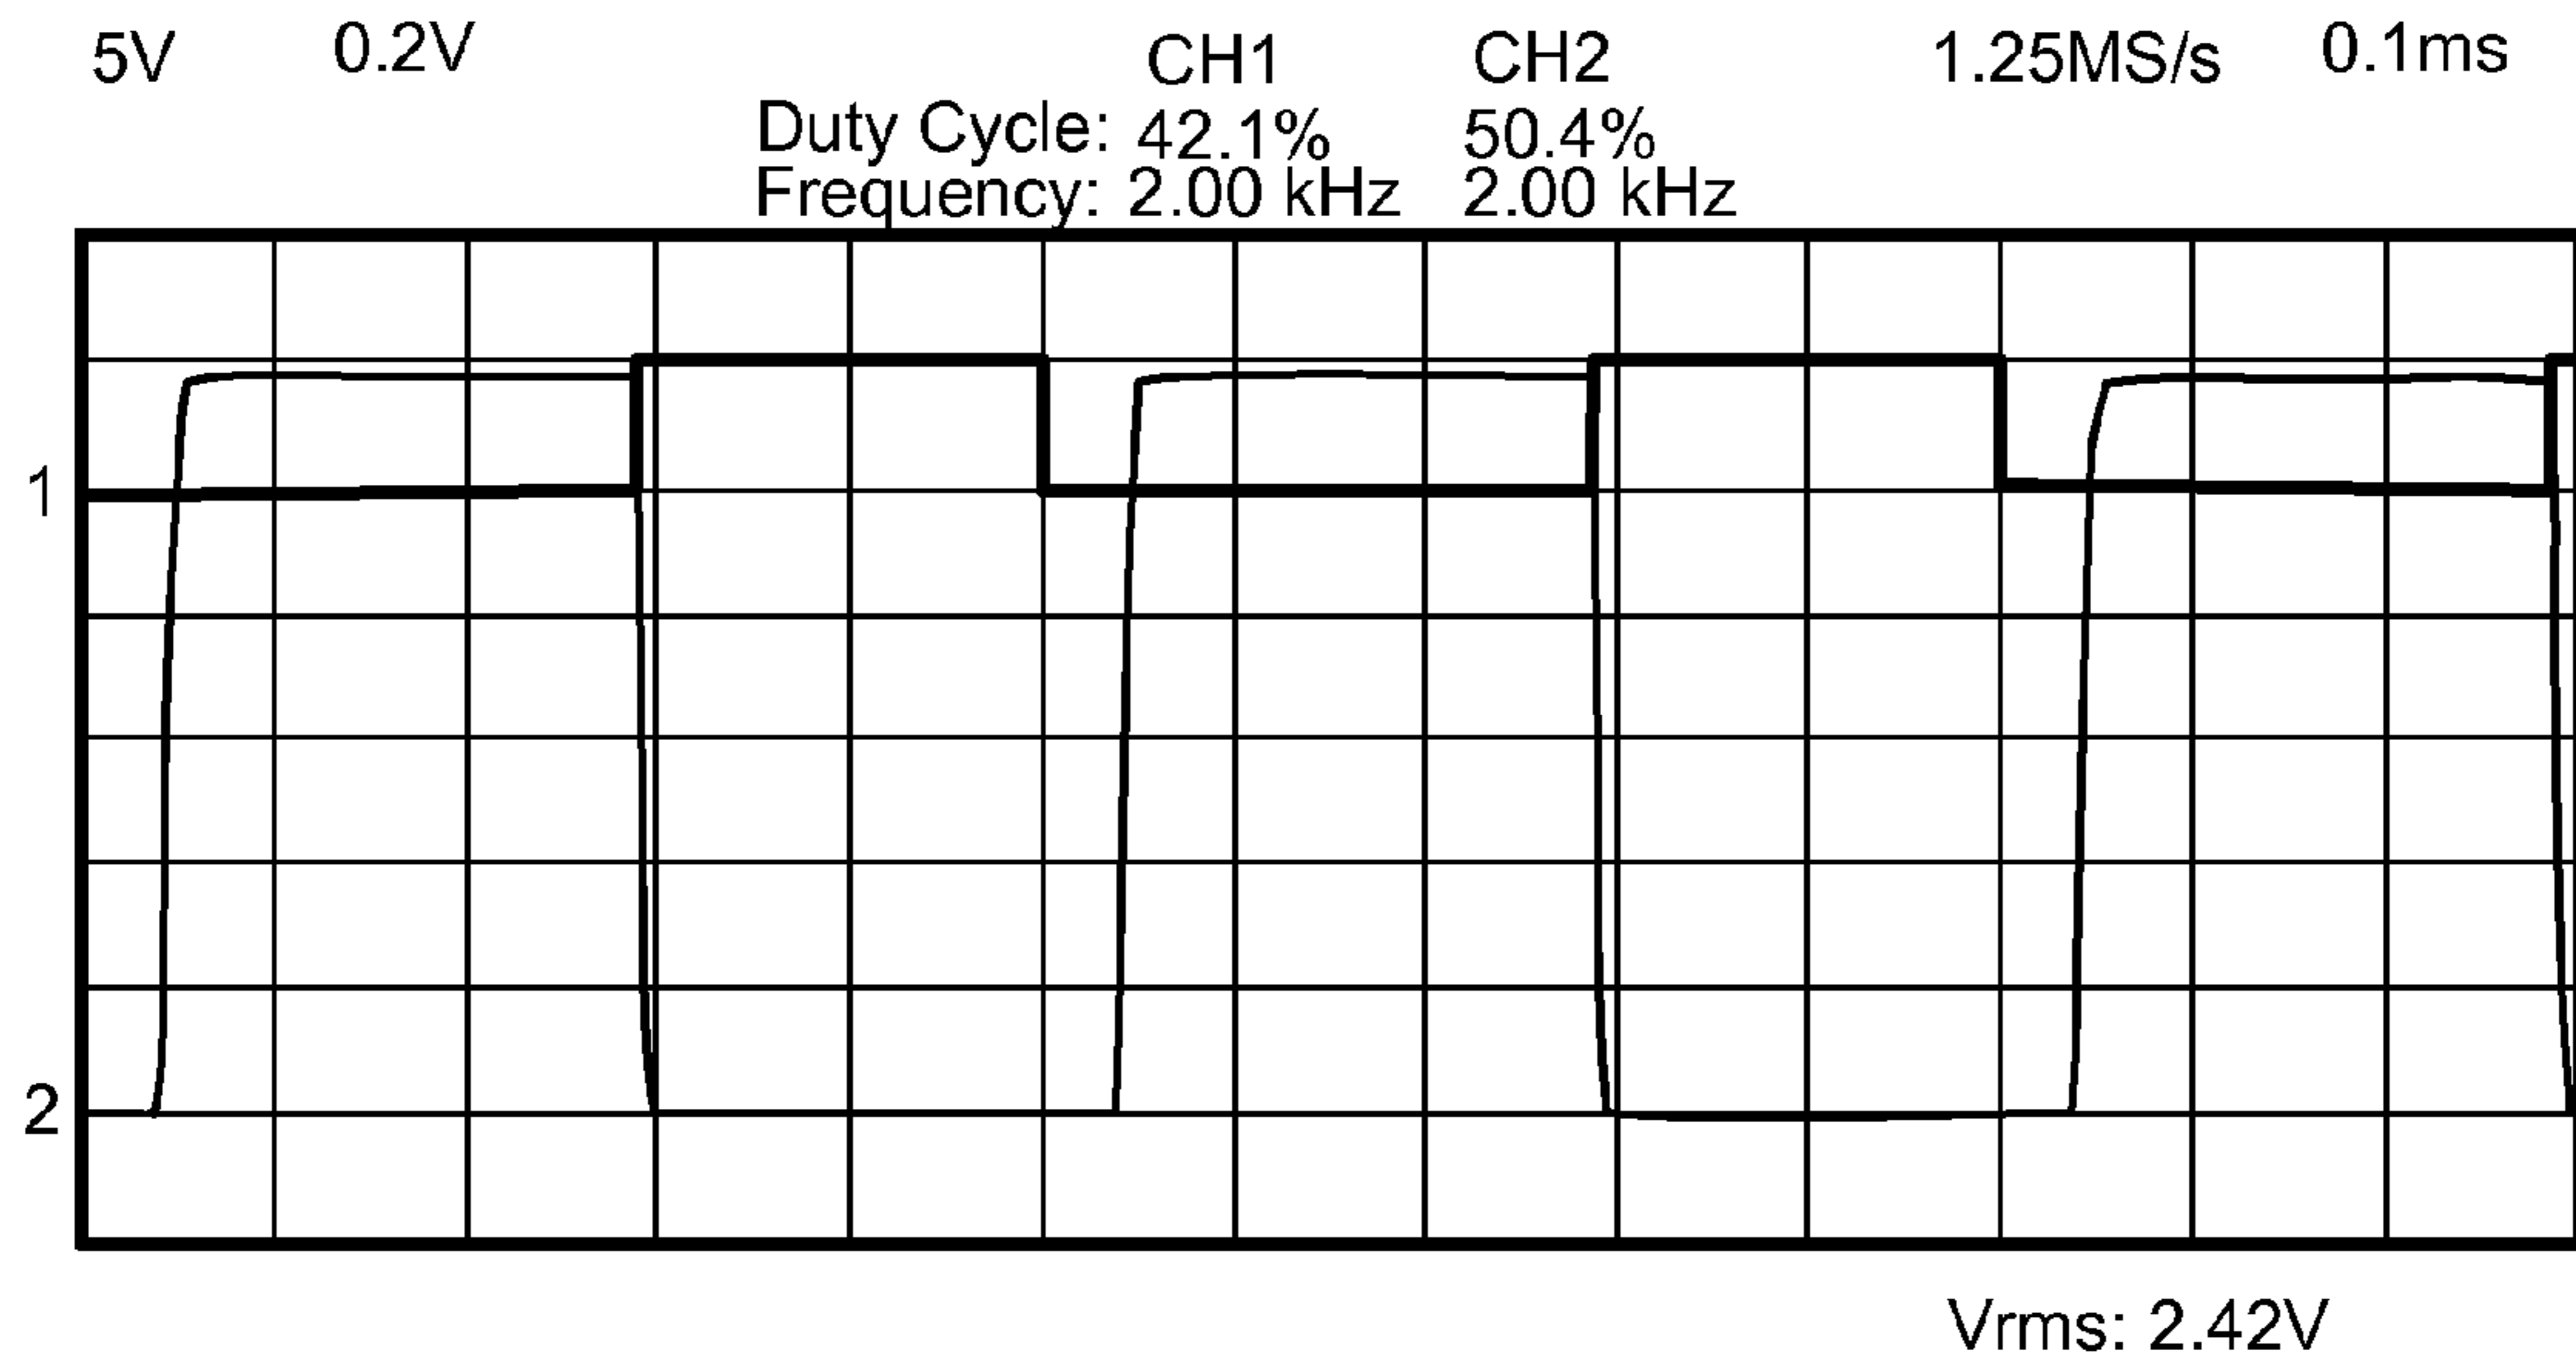 5V 0.2V CH1 CH2 1.25MS/s 0.1ms
Duty Cycle: 42.1% 50.4%
Frequency: 2.00 kHz 2.00 kHz
1
2
Vrms: 2.42V